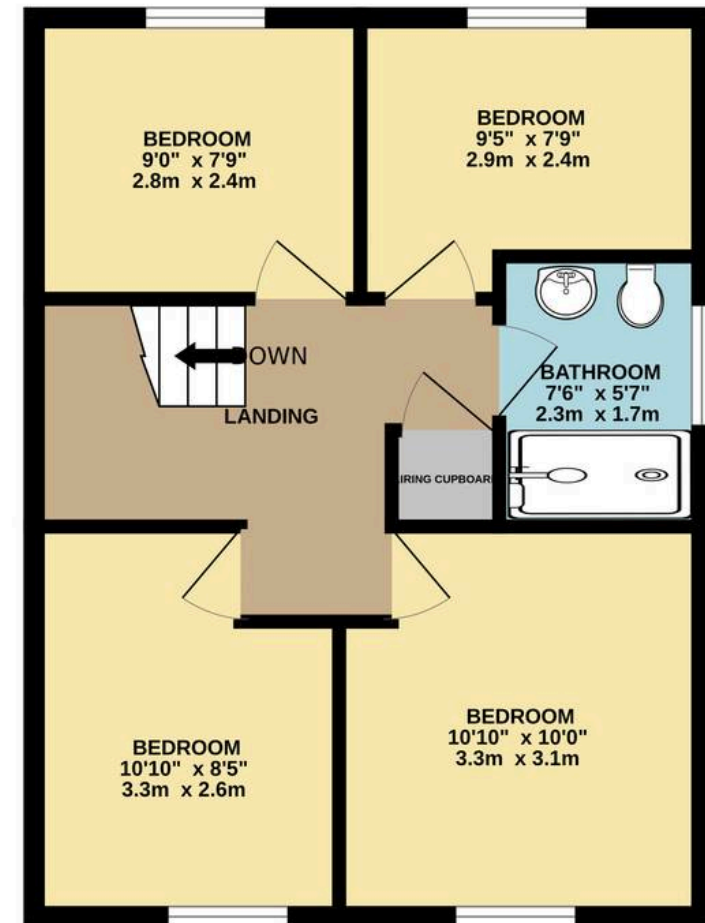 BEDROOM
9'0" x 7'9"
2.8m x 2.4m
BEDROOM
9'5" x 7'9"
2.9m x 2.4m
DOWN
LANDING
BATHROOM
7'6" x 5'7"
2.3m x 1.7m
AIRING CUPBOARD
BEDROOM
10'10" x 8'5"
3.3m x 2.6m
BEDROOM
10'10" x 10'0"
3.3m x 3.1m